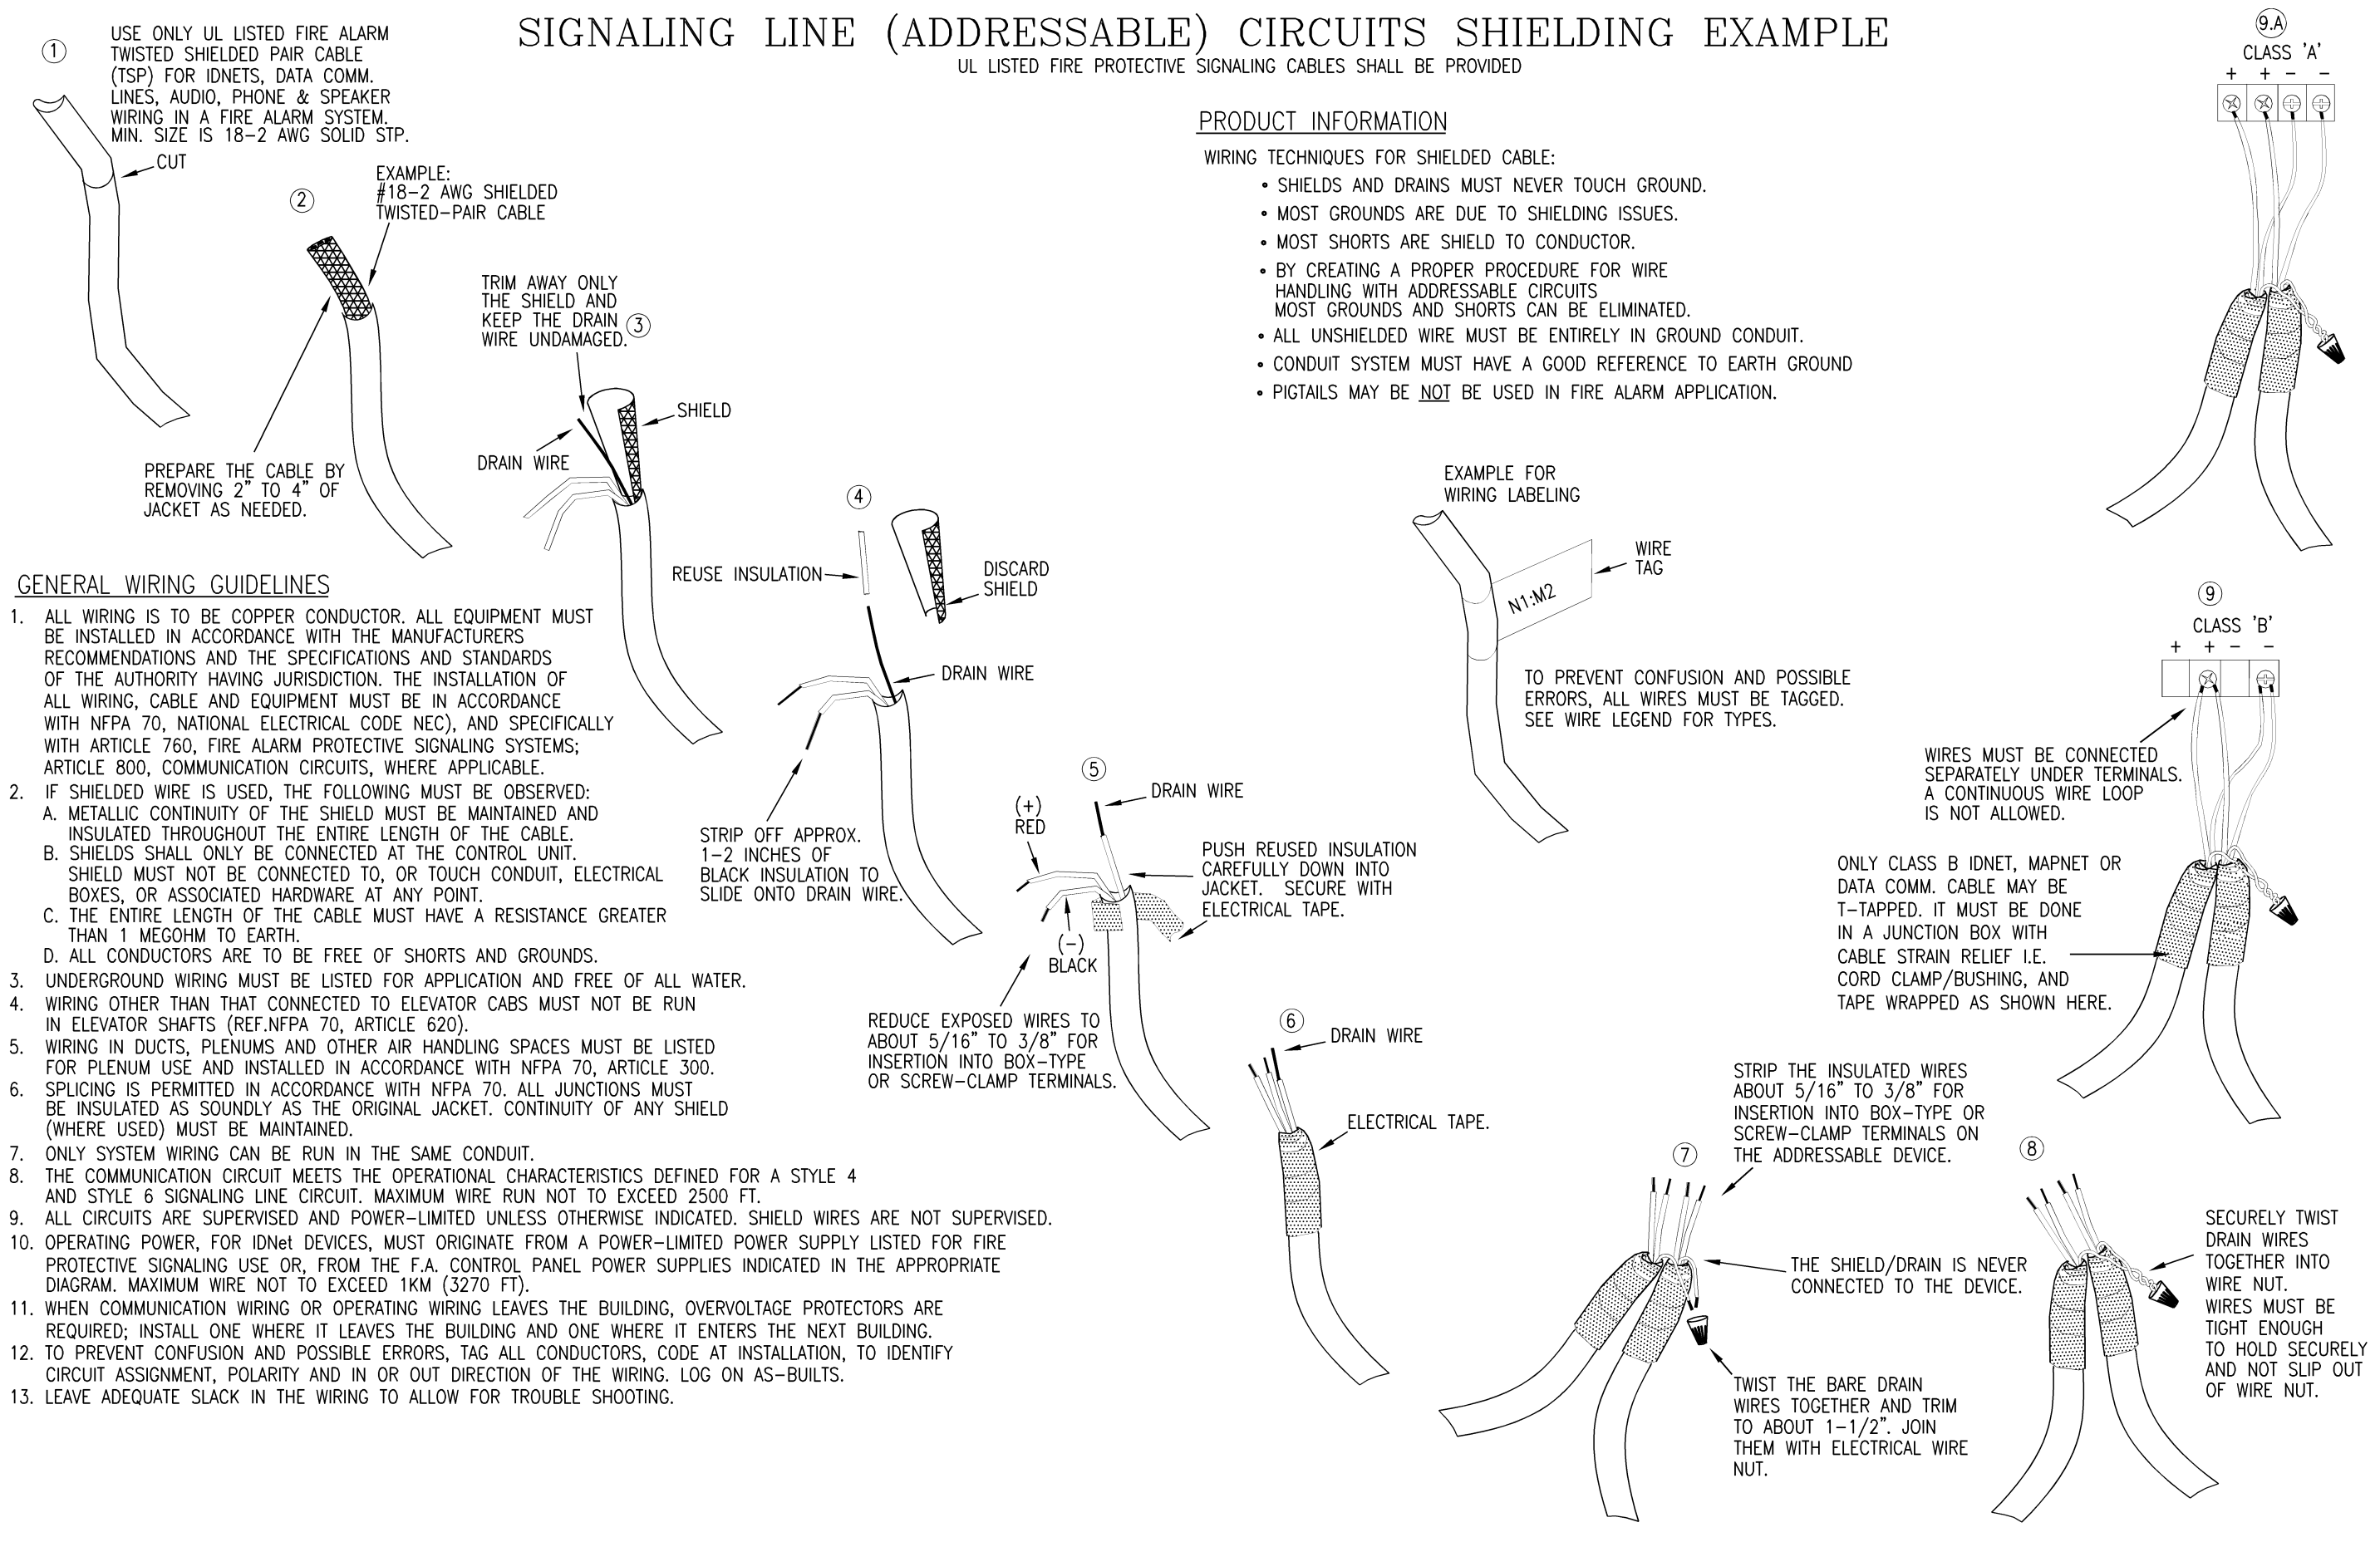 SIGNALING LINE (ADDRESSABLE) CIRCUITS SHIELDING EXAMPLE
UL LISTED FIRE PROTECTIVE SIGNALING CABLES SHALL BE PROVIDED
1
USE ONLY UL LISTED FIRE ALARM
TWISTED SHIELDED PAIR CABLE
(TSP) FOR IDNETS, DATA COMM.
LINES, AUDIO, PHONE & SPEAKER
WIRING IN A FIRE ALARM SYSTEM.
MIN. SIZE IS 18-2 AWG SOLID STP.
CUT
2
EXAMPLE:
#18-2 AWG SHIELDED
TWISTED-PAIR CABLE
PREPARE THE CABLE BY
REMOVING 2" TO 4" OF
JACKET AS NEEDED.
TRIM AWAY ONLY
THE SHIELD AND
KEEP THE DRAIN
WIRE UNDAMAGED.
3
SHIELD
DRAIN WIRE
4
REUSE INSULATION
DISCARD
SHIELD
DRAIN WIRE
STRIP OFF APPROX.
1-2 INCHES OF
BLACK INSULATION TO
SLIDE ONTO DRAIN WIRE.
5
DRAIN WIRE
(+)
RED
PUSH REUSED INSULATION
CAREFULLY DOWN INTO
JACKET. SECURE WITH
ELECTRICAL TAPE.
(-)
BLACK
REDUCE EXPOSED WIRES TO
ABOUT 5/16" TO 3/8" FOR
INSERTION INTO BOX-TYPE
OR SCREW-CLAMP TERMINALS.
6
DRAIN WIRE
ELECTRICAL TAPE.
7
STRIP THE INSULATED WIRES
ABOUT 5/16" TO 3/8" FOR
INSERTION INTO BOX-TYPE OR
SCREW-CLAMP TERMINALS ON
THE ADDRESSABLE DEVICE.
THE SHIELD/DRAIN IS NEVER
CONNECTED TO THE DEVICE.
TWIST THE BARE DRAIN
WIRES TOGETHER AND TRIM
TO ABOUT 1-1/2". JOIN
THEM WITH ELECTRICAL WIRE
NUT.
8
SECURELY TWIST
DRAIN WIRES
TOGETHER INTO
WIRE NUT.
WIRES MUST BE
TIGHT ENOUGH
TO HOLD SECURELY
AND NOT SLIP OUT
OF WIRE NUT.
9
CLASS 'B'
+ + - -
WIRES MUST BE CONNECTED
SEPARATELY UNDER TERMINALS.
A CONTINUOUS WIRE LOOP
IS NOT ALLOWED.
ONLY CLASS B IDNET, MAPNET OR
DATA COMM. CABLE MAY BE
T-TAPPED. IT MUST BE DONE
IN A JUNCTION BOX WITH
CABLE STRAIN RELIEF I.E.
CORD CLAMP/BUSHING, AND
TAPE WRAPPED AS SHOWN HERE.
9.A
CLASS 'A'
+ + - -
PRODUCT INFORMATION
WIRING TECHNIQUES FOR SHIELDED CABLE:
• SHIELDS AND DRAINS MUST NEVER TOUCH GROUND.
• MOST GROUNDS ARE DUE TO SHIELDING ISSUES.
• MOST SHORTS ARE SHIELD TO CONDUCTOR.
• BY CREATING A PROPER PROCEDURE FOR WIRE
HANDLING WITH ADDRESSABLE CIRCUITS
MOST GROUNDS AND SHORTS CAN BE ELIMINATED.
• ALL UNSHIELDED WIRE MUST BE ENTIRELY IN GROUND CONDUIT.
• CONDUIT SYSTEM MUST HAVE A GOOD REFERENCE TO EARTH GROUND
• PIGTAILS MAY BE NOT BE USED IN FIRE ALARM APPLICATION.
EXAMPLE FOR
WIRING LABELING
WIRE
TAG
N1:M2
TO PREVENT CONFUSION AND POSSIBLE
ERRORS, ALL WIRES MUST BE TAGGED.
SEE WIRE LEGEND FOR TYPES.
GENERAL WIRING GUIDELINES
1. ALL WIRING IS TO BE COPPER CONDUCTOR. ALL EQUIPMENT MUST
BE INSTALLED IN ACCORDANCE WITH THE MANUFACTURERS
RECOMMENDATIONS AND THE SPECIFICATIONS AND STANDARDS
OF THE AUTHORITY HAVING JURISDICTION. THE INSTALLATION OF
ALL WIRING, CABLE AND EQUIPMENT MUST BE IN ACCORDANCE
WITH NFPA 70, NATIONAL ELECTRICAL CODE NEC), AND SPECIFICALLY
WITH ARTICLE 760, FIRE ALARM PROTECTIVE SIGNALING SYSTEMS;
ARTICLE 800, COMMUNICATION CIRCUITS, WHERE APPLICABLE.
2. IF SHIELDED WIRE IS USED, THE FOLLOWING MUST BE OBSERVED:
A. METALLIC CONTINUITY OF THE SHIELD MUST BE MAINTAINED AND
INSULATED THROUGHOUT THE ENTIRE LENGTH OF THE CABLE.
B. SHIELDS SHALL ONLY BE CONNECTED AT THE CONTROL UNIT.
SHIELD MUST NOT BE CONNECTED TO, OR TOUCH CONDUIT, ELECTRICAL
BOXES, OR ASSOCIATED HARDWARE AT ANY POINT.
C. THE ENTIRE LENGTH OF THE CABLE MUST HAVE A RESISTANCE GREATER
THAN 1 MEGOHM TO EARTH.
D. ALL CONDUCTORS ARE TO BE FREE OF SHORTS AND GROUNDS.
3. UNDERGROUND WIRING MUST BE LISTED FOR APPLICATION AND FREE OF ALL WATER.
4. WIRING OTHER THAN THAT CONNECTED TO ELEVATOR CABS MUST NOT BE RUN
IN ELEVATOR SHAFTS (REF.NFPA 70, ARTICLE 620).
5. WIRING IN DUCTS, PLENUMS AND OTHER AIR HANDLING SPACES MUST BE LISTED
FOR PLENUM USE AND INSTALLED IN ACCORDANCE WITH NFPA 70, ARTICLE 300.
6. SPLICING IS PERMITTED IN ACCORDANCE WITH NFPA 70. ALL JUNCTIONS MUST
BE INSULATED AS SOUNDLY AS THE ORIGINAL JACKET. CONTINUITY OF ANY SHIELD
(WHERE USED) MUST BE MAINTAINED.
7. ONLY SYSTEM WIRING CAN BE RUN IN THE SAME CONDUIT.
8. THE COMMUNICATION CIRCUIT MEETS THE OPERATIONAL CHARACTERISTICS DEFINED FOR A STYLE 4
AND STYLE 6 SIGNALING LINE CIRCUIT. MAXIMUM WIRE RUN NOT TO EXCEED 2500 FT.
9. ALL CIRCUITS ARE SUPERVISED AND POWER-LIMITED UNLESS OTHERWISE INDICATED. SHIELD WIRES ARE NOT SUPERVISED.
10. OPERATING POWER, FOR IDNet DEVICES, MUST ORIGINATE FROM A POWER-LIMITED POWER SUPPLY LISTED FOR FIRE
PROTECTIVE SIGNALING USE OR, FROM THE F.A. CONTROL PANEL POWER SUPPLIES INDICATED IN THE APPROPRIATE
DIAGRAM. MAXIMUM WIRE NOT TO EXCEED 1KM (3270 FT).
11. WHEN COMMUNICATION WIRING OR OPERATING WIRING LEAVES THE BUILDING, OVERVOLTAGE PROTECTORS ARE
REQUIRED; INSTALL ONE WHERE IT LEAVES THE BUILDING AND ONE WHERE IT ENTERS THE NEXT BUILDING.
12. TO PREVENT CONFUSION AND POSSIBLE ERRORS, TAG ALL CONDUCTORS, CODE AT INSTALLATION, TO IDENTIFY
CIRCUIT ASSIGNMENT, POLARITY AND IN OR OUT DIRECTION OF THE WIRING. LOG ON AS-BUILTS.
13. LEAVE ADEQUATE SLACK IN THE WIRING TO ALLOW FOR TROUBLE SHOOTING.